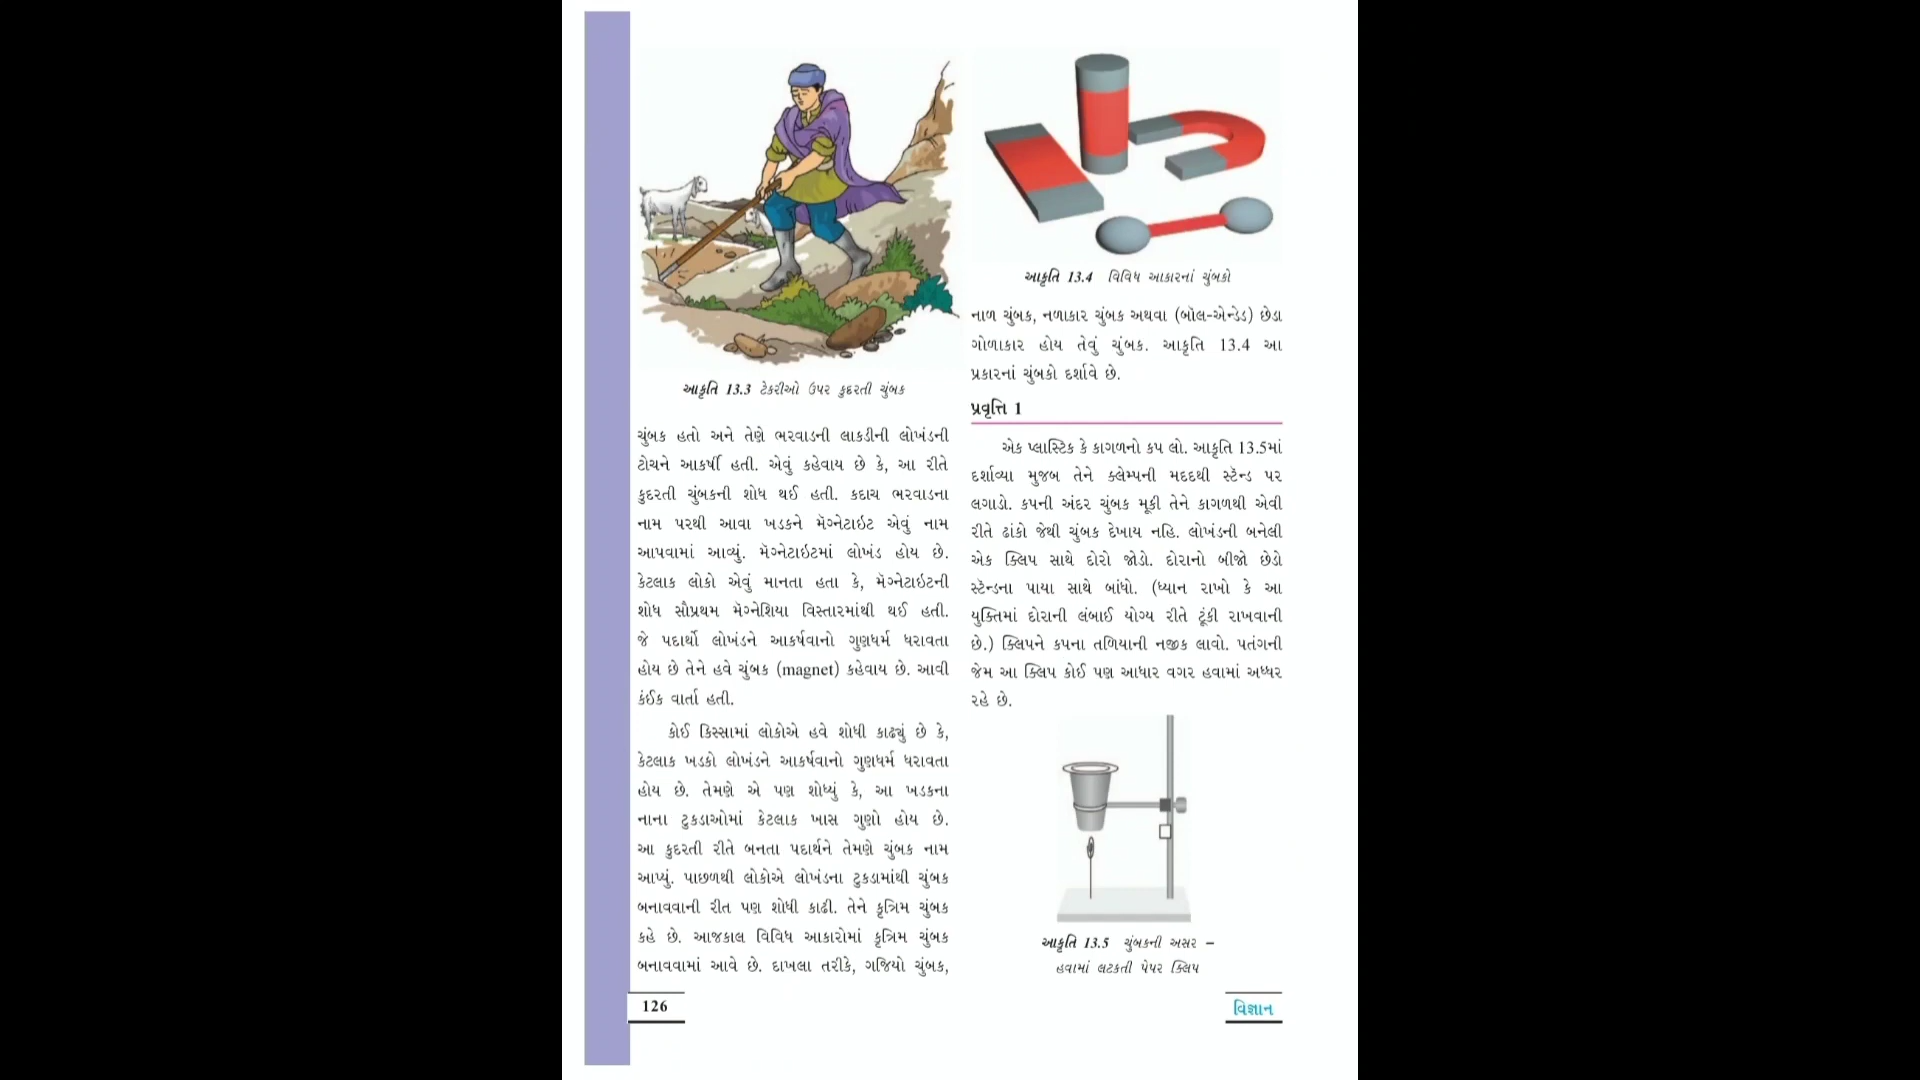 આકૃતિ 13.3 ટેકરીઓ ઉપર કુદરતી ચુંબક
ચુંબક હતો અને તેણે ભરવાડની લાકડીની લોખંડની
ટોચને આકર્ષી હતી. એવું કહેવાય છે કે, આ રીતે
કુદરતી ચુંબકની શોધ થઈ હતી. કદાચ ભરવાડના
નામ પરથી આવા ખડકને મૅગ્નેટાઇટ એવું નામ
આપવામાં આવ્યું. મૅગ્નેટાઇટમાં લોખંડ હોય છે.
કેટલાક લોકો એવું માનતા હતા કે, મૅગ્નેટાઇટની
શોધ સૌપ્રથમ મૅગ્નેશિયા વિસ્તારમાંથી થઈ હતી.
જે પદાર્થો લોખંડને આકર્ષવાનો ગુણધર્મ ધરાવતા
હોય છે તેને હવે ચુંબક (magnet) કહેવાય છે. આવી
કંઈક વાર્તા હતી.
કોઈ કિસ્સામાં લોકોએ હવે શોધી કાઢ્યું છે કે,
કેટલાક ખડકો લોખંડને આકર્ષવાનો ગુણધર્મ ધરાવતા
હોય છે. તેમણે એ પણ શોધ્યું કે, આ ખડકના
નાના ટુકડાઓમાં કેટલાક ખાસ ગુણો હોય છે.
આ કુદરતી રીતે બનતા પદાર્થને તેમણે ચુંબક નામ
આપ્યું. પાછળથી લોકોએ લોખંડના ટુકડામાંથી ચુંબક
બનાવવાની રીત પણ શોધી કાઢી. તેને કૃત્રિમ ચુંબક
કહે છે. આજકાલ વિવિધ આકારોમાં કૃત્રિમ ચુંબક
બનાવવામાં આવે છે. દાખલા તરીકે, ગજિયો ચુંબક,
આકૃતિ 13.4 વિવિધ આકારનાં ચુંબકો
નાળ ચુંબક, નળાકાર ચુંબક અથવા (બૉલ-એન્ડેડ) છેડા
ગોળાકાર હોય તેવું ચુંબક. આકૃતિ 13.4 આ
પ્રકારનાં ચુંબકો દર્શાવે છે.
પ્રવૃત્તિ 1
એક પ્લાસ્ટિક કે કાગળનો કપ લો. આકૃતિ 13.5માં
દર્શાવ્યા મુજબ તેને ક્લેમ્પની મદદથી સ્ટૅન્ડ પર
લગાડો. કપની અંદર ચુંબક મૂકી તેને કાગળથી એવી
રીતે ઢાંકો જેથી ચુંબક દેખાય નહિ. લોખંડની બનેલી
એક ક્લિપ સાથે દોરો જોડો. દોરાનો બીજો છેડો
સ્ટૅન્ડના પાયા સાથે બાંધો. (ધ્યાન રાખો કે આ
યુક્તિમાં દોરાની લંબાઈ યોગ્ય રીતે ટૂંકી રાખવાની
છે.) ક્લિપને કપના તળિયાની નજીક લાવો. પતંગની
જેમ આ ક્લિપ કોઈ પણ આધાર વગર હવામાં અધ્ધર
રહે છે.
આકૃતિ 13.5 ચુંબકની અસર –
હવામાં લટકતી પેપર ક્લિપ
126
વિજ્ઞાન